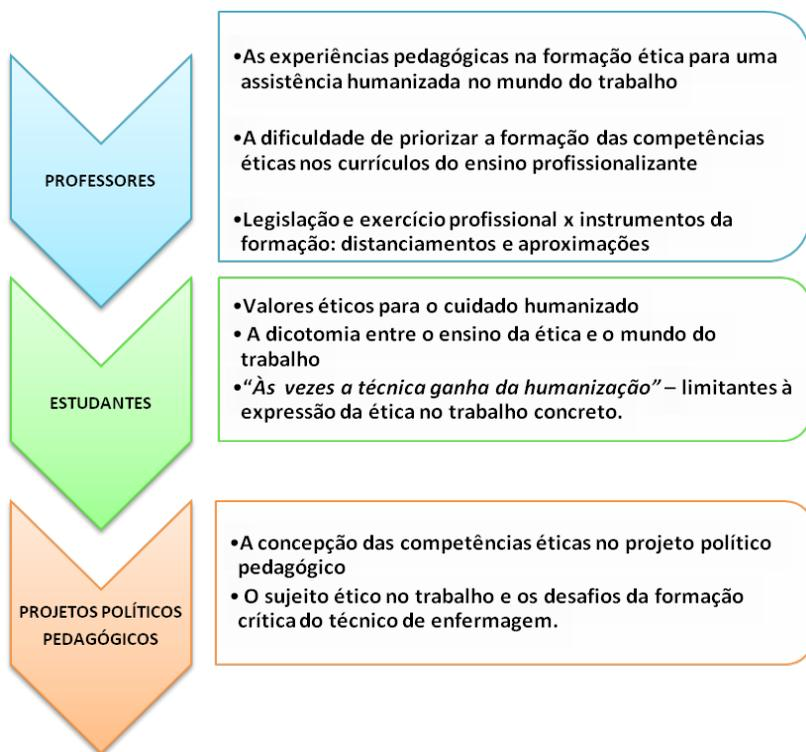 PROFESSORES
•As experiências pedagógicas na formação ética para uma
assistência humanizada no mundo do trabalho
•A dificuldade de priorizar a formação das competências
éticas nos currículos do ensino profissionalizante
•Legislação e exercício profissional x instrumentos da
formação: distanciamentos e aproximações
ESTUDANTES
•Valores éticos para o cuidado humanizado
• A dicotomia entre o ensino da ética e o mundo do
trabalho
•“Às vezes a técnica ganha da humanização” – limitantes à
expressão da ética no trabalho concreto.
PROJETOS POLÍTICOS
PEDAGÓGICOS
•A concepção das competências éticas no projeto político
pedagógico
• O sujeito ético no trabalho e os desafios da formação
crítica do técnico de enfermagem.